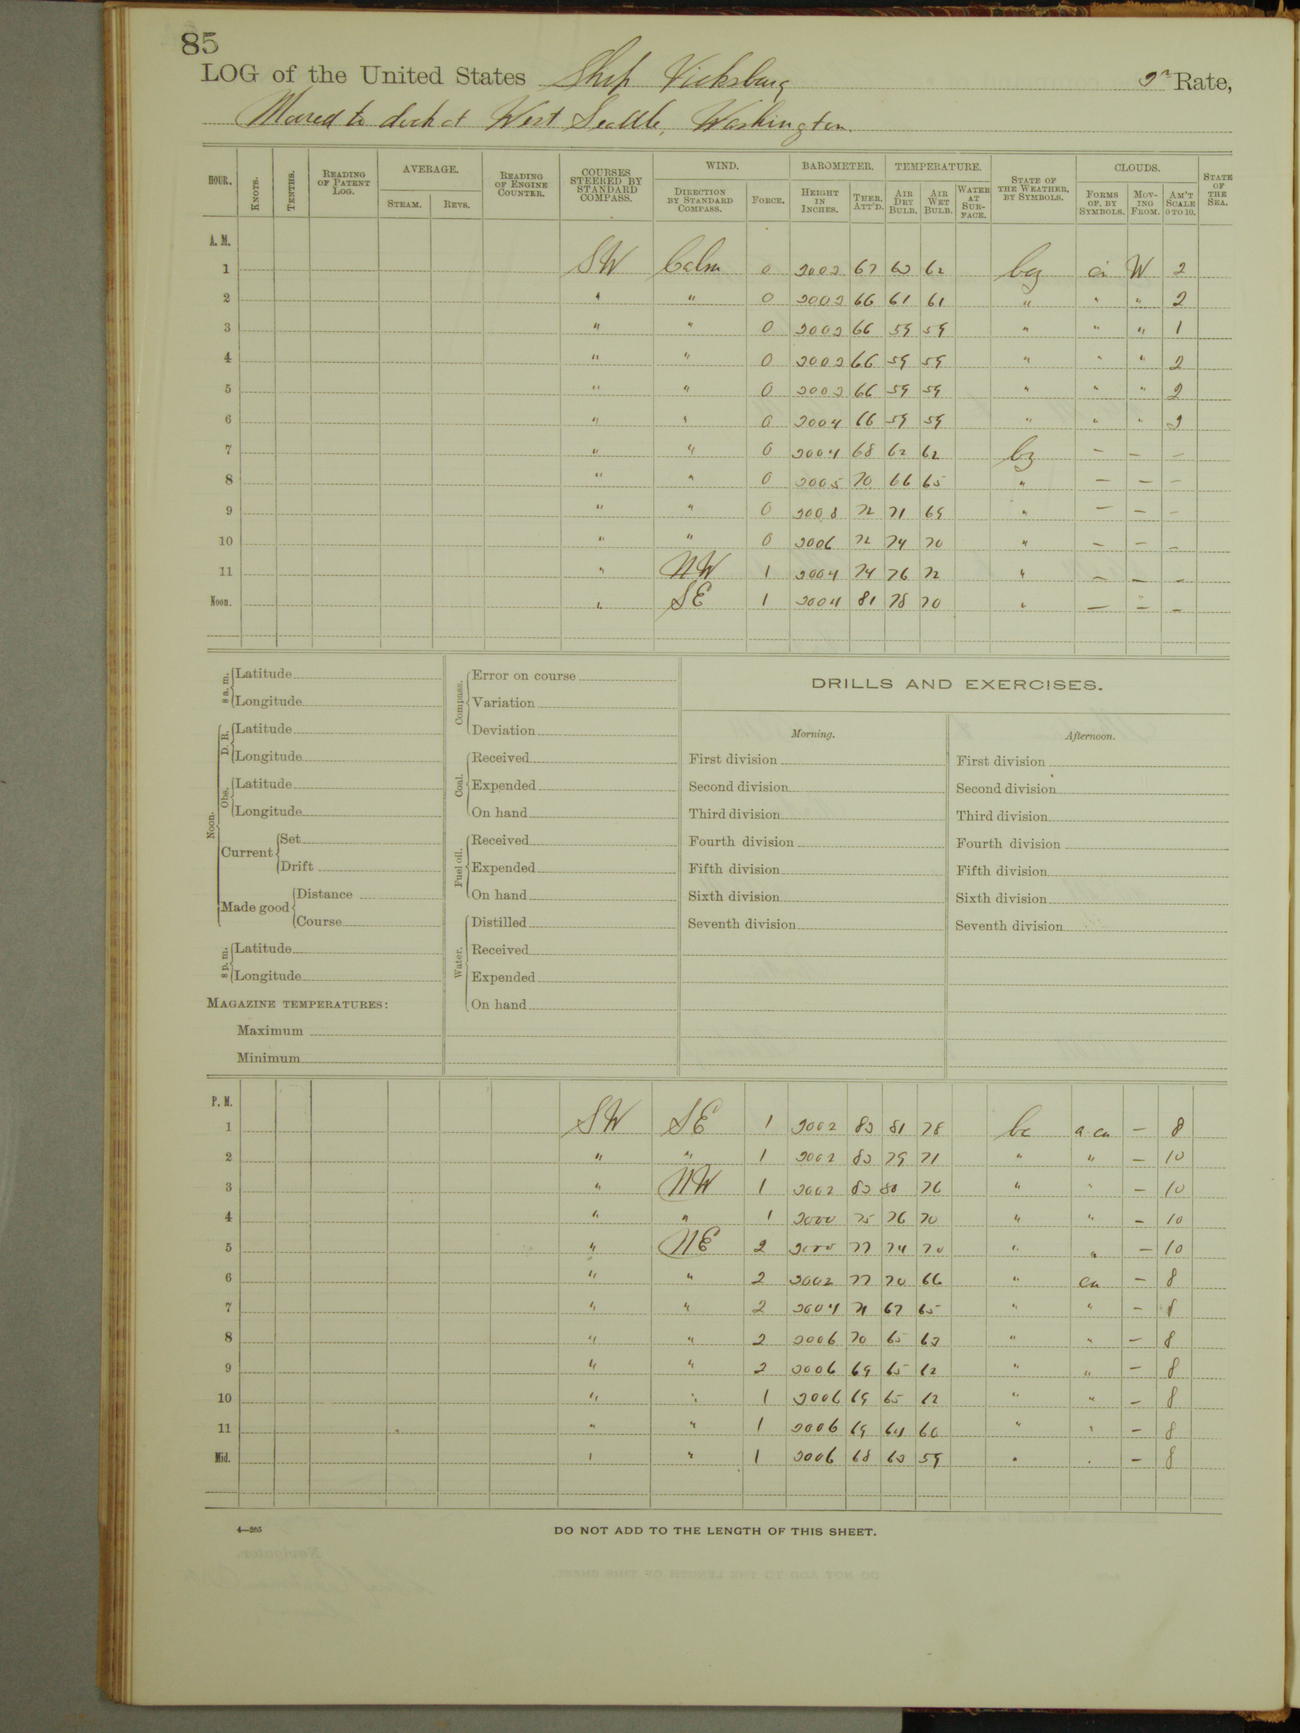 85
LOG of the United States Ship Vicksburg 2n Rate,
Moored to dock at West Seattle, Washington.
HOUR. KNOTS. TENTHS. READING OF PATENT LOG. AVERAGE. STEAM. REVS. READING OF ENGINE COUNTER. COURSES STEERED BY STANDARD COMPASS. WIND. DIRECTION BY STANDARD COMPASS. FORCE. BAROMETER. HEIGHT IN INCHES. THER. ATT'D. TEMPERATURE. AIR DRY BULB. AIR WET BULB. WATER AT SURFACE. STATE OF THE WEATHER, BY SYMBOLS. CLOUDS. FORMS OF, BY SYMBOLS. MOVING FROM. AM'T SCALE 0 TO 10. STATE OF THE SEA.
A. M.
1 SW Calm 0 3002 67 63 62 bcz ci W 2
2 " " 0 3002 66 61 61 " " " 2
3 " " 0 3002 66 59 59 " " " 1
4 " " 0 3002 66 59 59 " " " 2
5 " " 0 3002 66 59 59 " " " 2
6 " " 0 3004 66 59 59 " " " 2
7 " " 0 3004 68 62 62 bz — — —
8 " " 0 3005 70 66 65 " — — —
9 " " 0 3008 72 71 69 " — — —
10 " " 0 3006 72 74 70 " — — —
11 " NW 1 3004 74 76 72 " — — —
Noon. " SE 1 3004 81 78 70 " — — —
8 a. m. Latitude
Longitude
Noon. D. R. Latitude
Longitude
Obs. Latitude
Longitude
Current Set
Drift
Made good Distance
Course
8 p. m. Latitude
Longitude
MAGAZINE TEMPERATURES:
Maximum
Minimum
Compass. Error on course
Variation
Deviation
Coal. Received
Expended
On hand
Fuel oil. Received
Expended
On hand
Water. Distilled
Received
Expended
On hand
DRILLS AND EXERCISES.
Morning.
First division
Second division
Third division
Fourth division
Fifth division
Sixth division
Seventh division
Afternoon.
First division
Second division
Third division
Fourth division
Fifth division
Sixth division
Seventh division
P. M.
1 SW SE 1 3002 83 81 78 bc a-cu — 8
2 " " 1 3002 83 79 71 " " — 10
3 " NW 1 3002 83 80 76 " " — 10
4 " " 1 3000 75 76 70 " " — 10
5 " NE 2 3000 77 74 70 " " — 10
6 " " 2 3002 77 70 66 " cu — 8
7 " " 2 3004 71 67 65 " " — 8
8 " " 2 3006 70 65 63 " " — 8
9 " " 2 3006 69 65 62 " " — 8
10 " " 1 3006 69 65 62 " " — 8
11 " " 1 3006 69 64 60 " " — 8
Mid. " " 1 3006 68 63 59 " " — 8
4—265
DO NOT ADD TO THE LENGTH OF THIS SHEET.